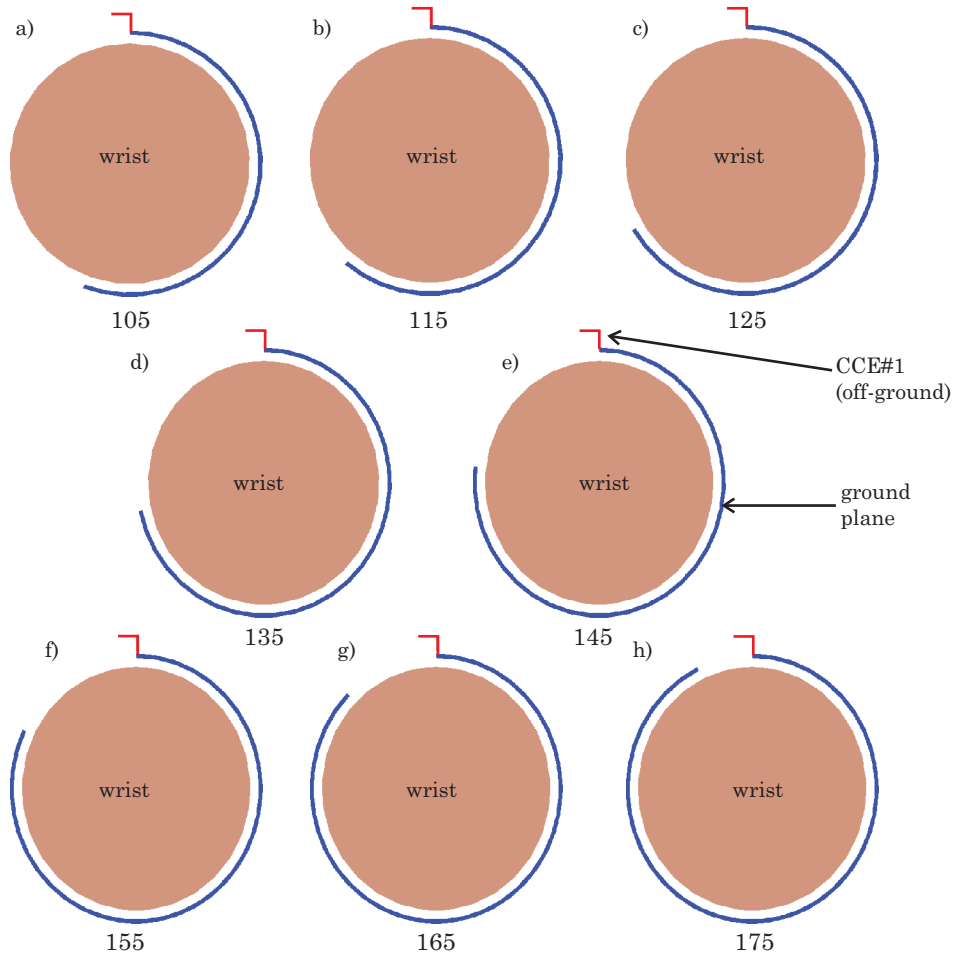 a)
wrist
105
b)
wrist
115
c)
wrist
125
d)
wrist
135
e)
wrist
145
CCE#1
(off-ground)
ground
plane
f)
wrist
155
g)
wrist
165
h)
wrist
175